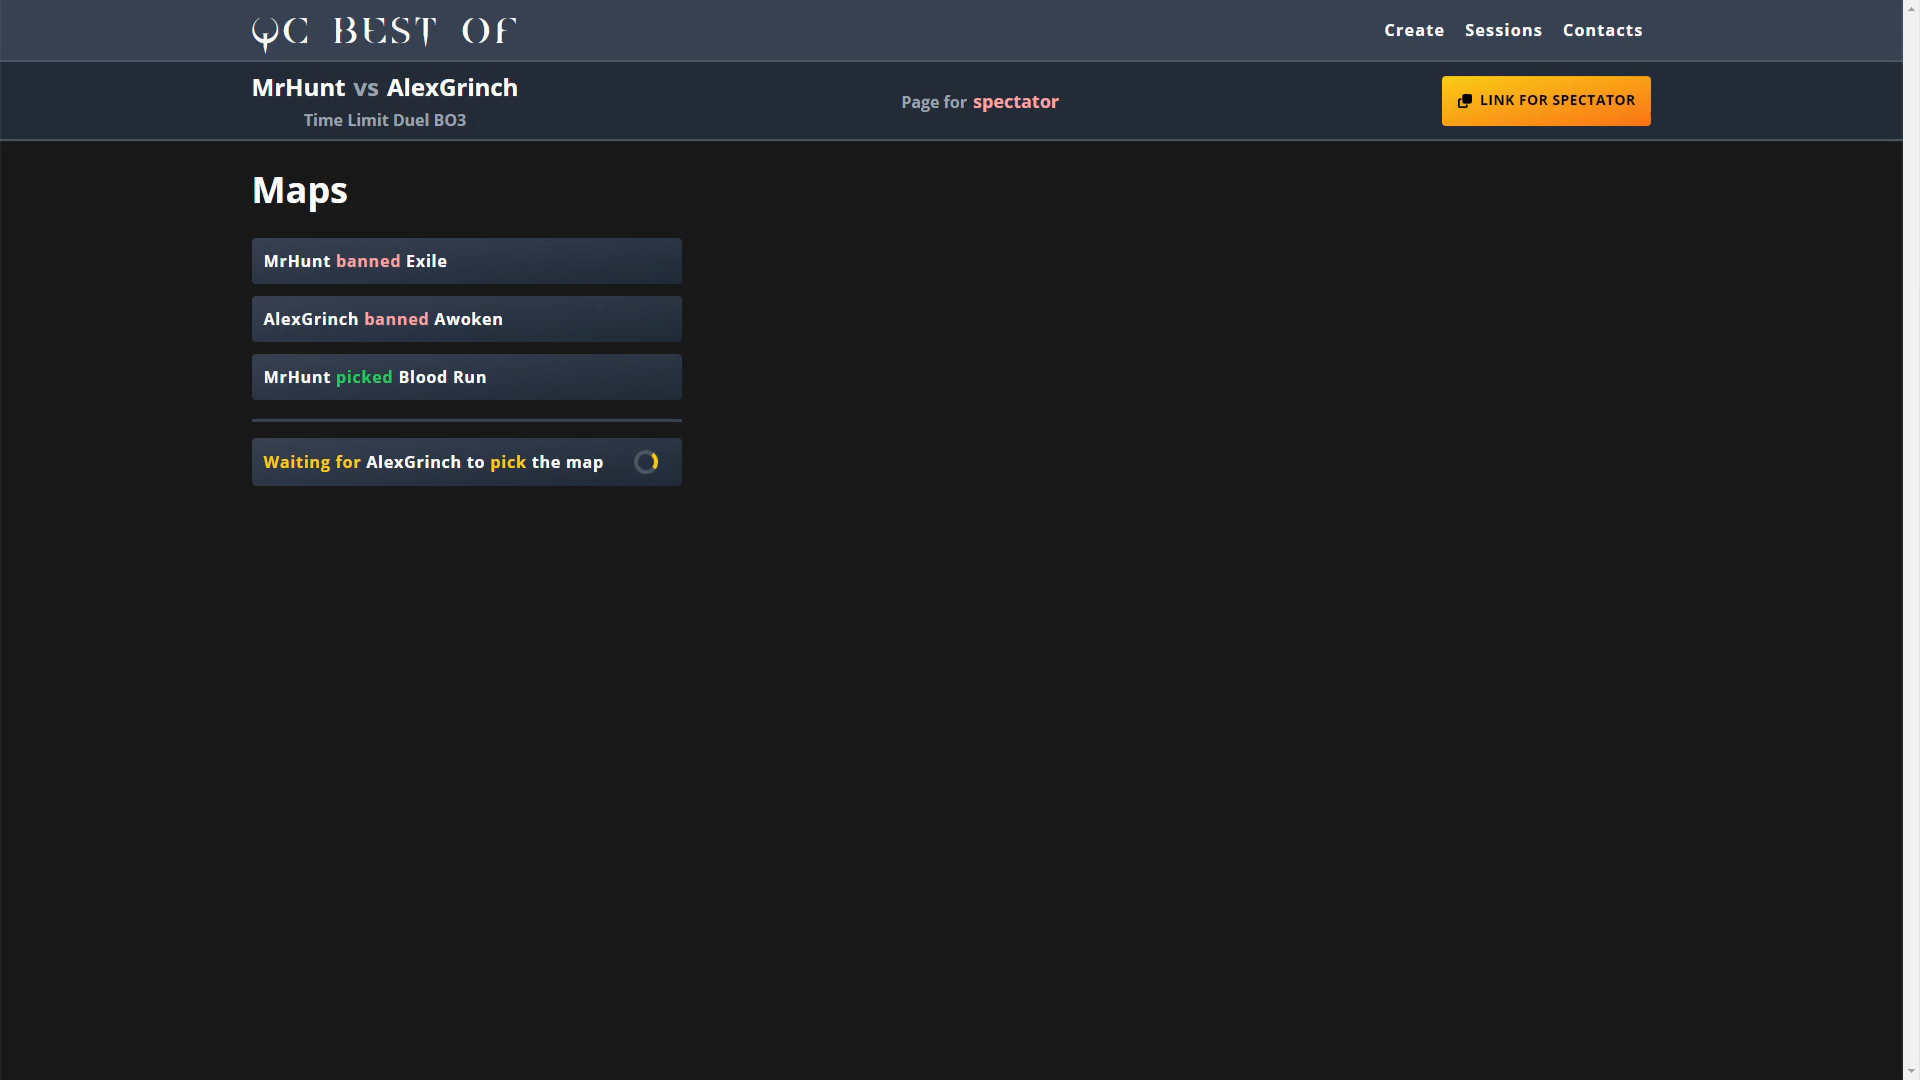 QC BEST OF
Create Sessions Contacts
MrHunt vs AlexGrinch
Time Limit Duel BO3
Page for spectator
LINK FOR SPECTATOR
Maps
MrHunt banned Exile
AlexGrinch banned Awoken
MrHunt picked Blood Run
Waiting for AlexGrinch to pick the map